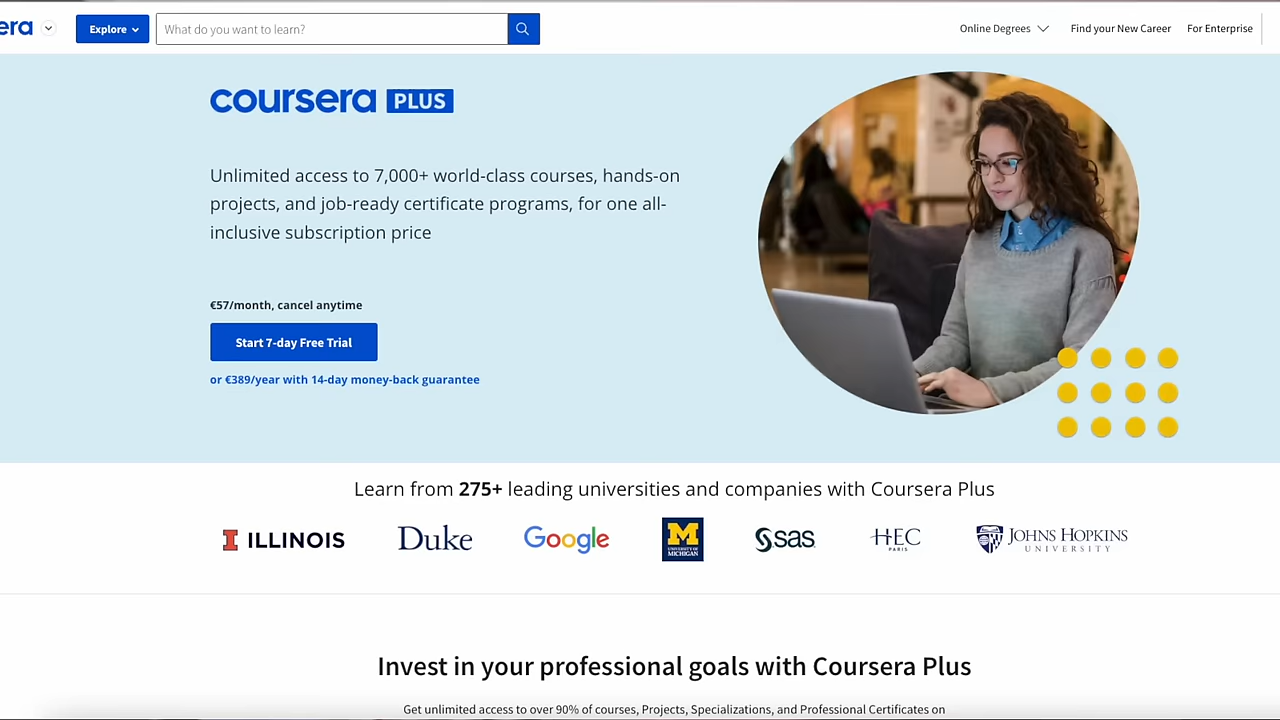 era
Explore
What do you want to learn?
Online Degrees
Find your New Career
For Enterprise
coursera PLUS
Unlimited access to 7,000+ world-class courses, hands-on
projects, and job-ready certificate programs, for one all-
inclusive subscription price
€57/month, cancel anytime
Start 7-day Free Trial
or €389/year with 14-day money-back guarantee
Learn from 275+ leading universities and companies with Coursera Plus
I ILLINOIS
Duke
Google
M
UNIVERSITY OF
MICHIGAN
sas
HEC
PARIS
JOHNS HOPKINS
UNIVERSITY
Invest in your professional goals with Coursera Plus
Get unlimited access to over 90% of courses, Projects, Specializations, and Professional Certificates on